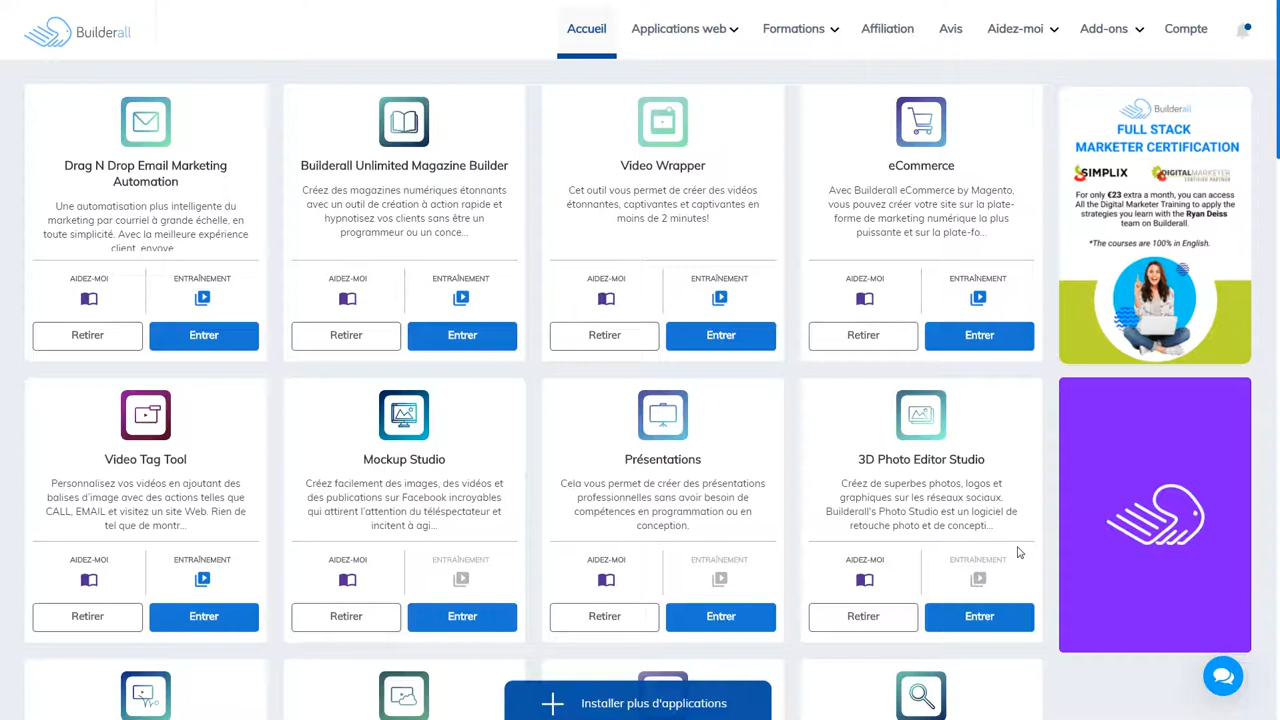 Builderall
Accueil
Applications web
Formations
Affiliation
Avis
Aidez-moi
Add-ons
Compte
Drag N Drop Email Marketing
Automation
Une automatisation plus intelligente du
marketing par courriel à grande échelle, en
toute simplicité. Avec la meilleure expérience
client, envoye
AIDEZ-MOI
ENTRAÎNEMENT
Retirer
Entrer
Builderall Unlimited Magazine Builder
Créez des magazines numériques étonnants
avec un outil de création à action rapide et
hypnotisez vos clients sans être un
programmeur ou un conce...
AIDEZ-MOI
ENTRAÎNEMENT
Retirer
Entrer
Video Wrapper
Cet outil vous permet de créer des vidéos
étonnantes, captivantes et captivantes en
moins de 2 minutes!
AIDEZ-MOI
ENTRAÎNEMENT
Retirer
Entrer
eCommerce
Avec Builderall eCommerce by Magento,
vous pouvez créer votre site sur la plate-
forme de marketing numérique la plus
puissante et sur la plate-fo...
AIDEZ-MOI
ENTRAÎNEMENT
Retirer
Entrer
Builderall
FULL STACK
MARKETER CERTIFICATION
SIMPLIX
DIGITALMARKETER
CERTIFIED PARTNER
For only €23 extra a month, you can access
All the Digital Marketer Training to apply the
strategies you learn with the Ryan Deiss
team on Builderall.
*The courses are 100% in English.
Video Tag Tool
Personnalisez vos vidéos en ajoutant des
balises d'image avec des actions telles que
CALL, EMAIL et visitez un site Web. Rien de
tel que de montr...
AIDEZ-MOI
ENTRAÎNEMENT
Retirer
Entrer
Mockup Studio
Créez facilement des images, des vidéos et
des publications sur Facebook incroyables
qui attirent l'attention du téléspectateur et
incitent à agi...
AIDEZ-MOI
ENTRAÎNEMENT
Retirer
Entrer
Présentations
Cela vous permet de créer des présentations
professionnelles sans avoir besoin de
compétences en programmation ou en
conception.
AIDEZ-MOI
ENTRAÎNEMENT
Retirer
Entrer
3D Photo Editor Studio
Créez de superbes photos, logos et
graphiques sur les réseaux sociaux.
Builderall's Photo Studio est un logiciel de
retouche photo et de concepti...
AIDEZ-MOI
ENTRAÎNEMENT
Retirer
Entrer
Installer plus d'applications